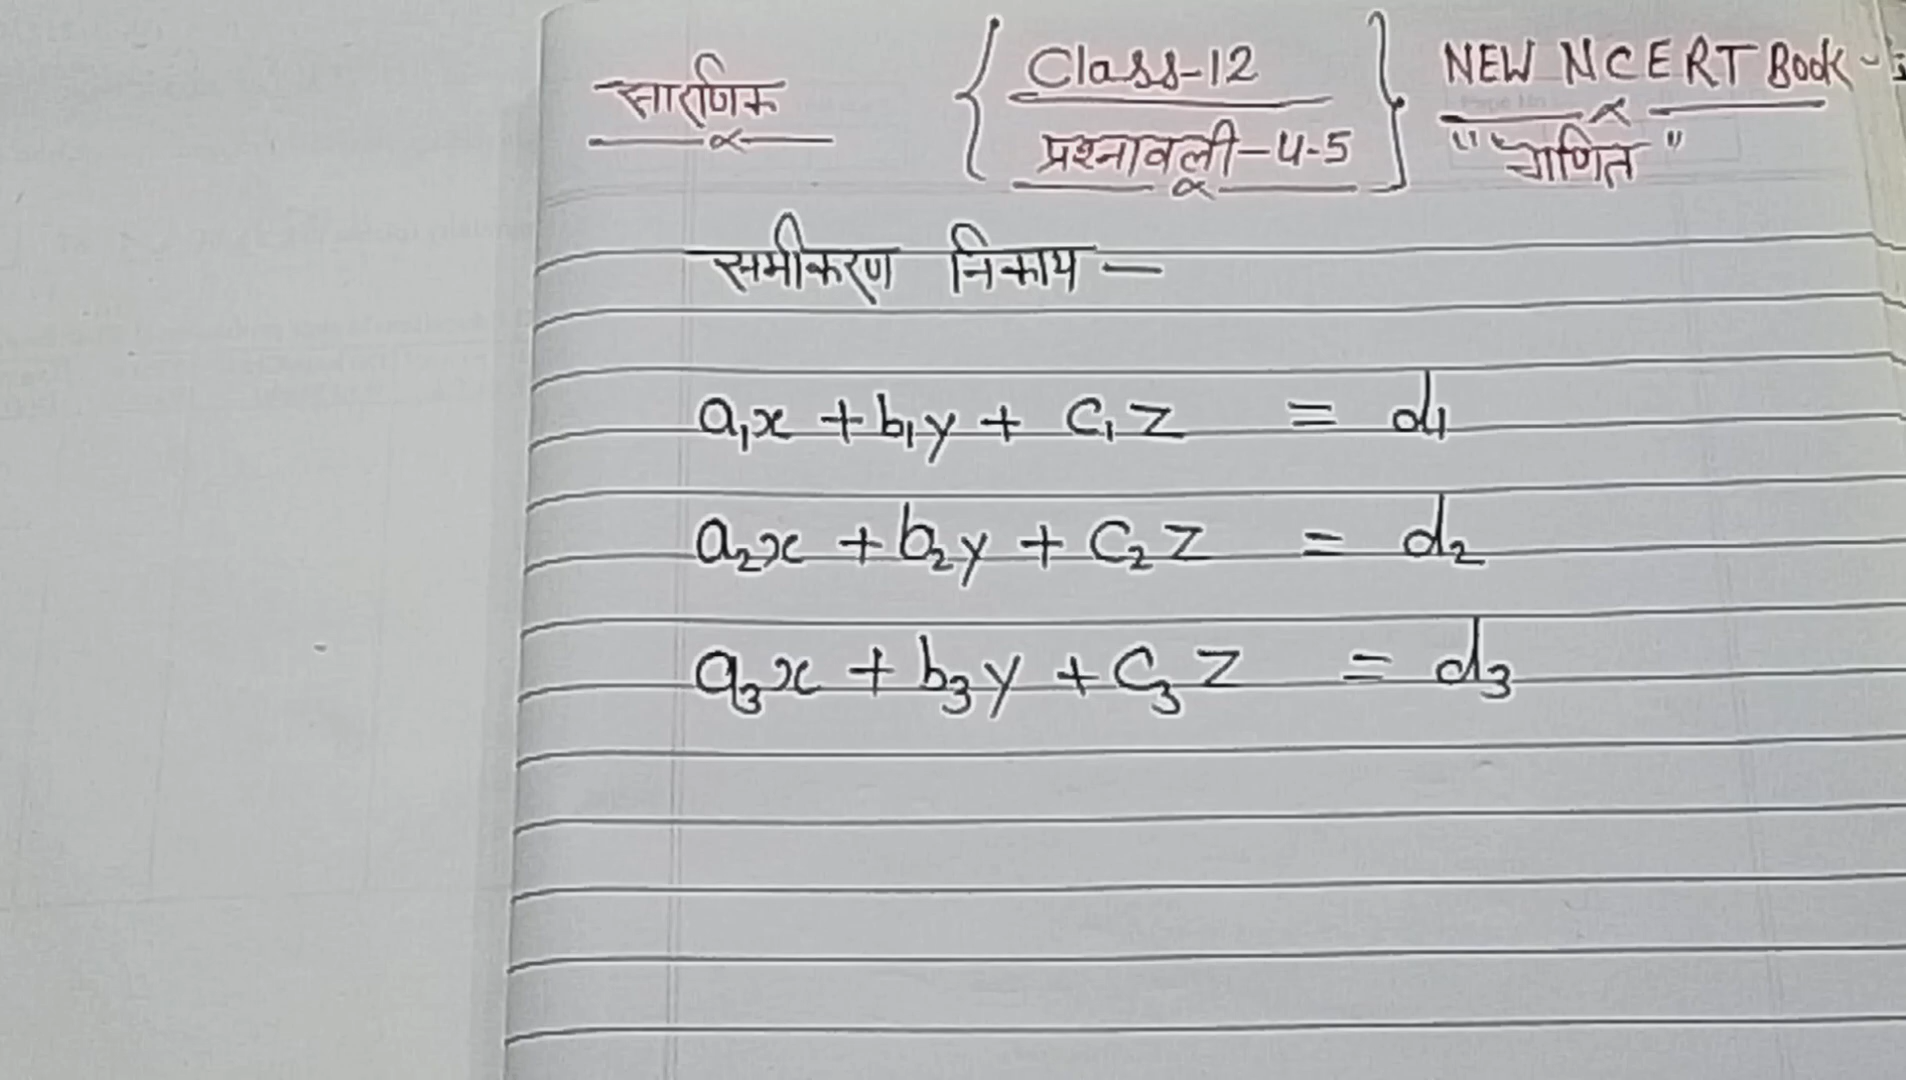 सारणिक { Class-12 } NEW NCERT Book -
प्रश्नावली-4-5 "गणित"
समीकरण निकाय —
a₁x + b₁y + c₁z = d₁
a₂x + b₂y + c₂z = d₂
a₃x + b₃y + c₃z = d₃